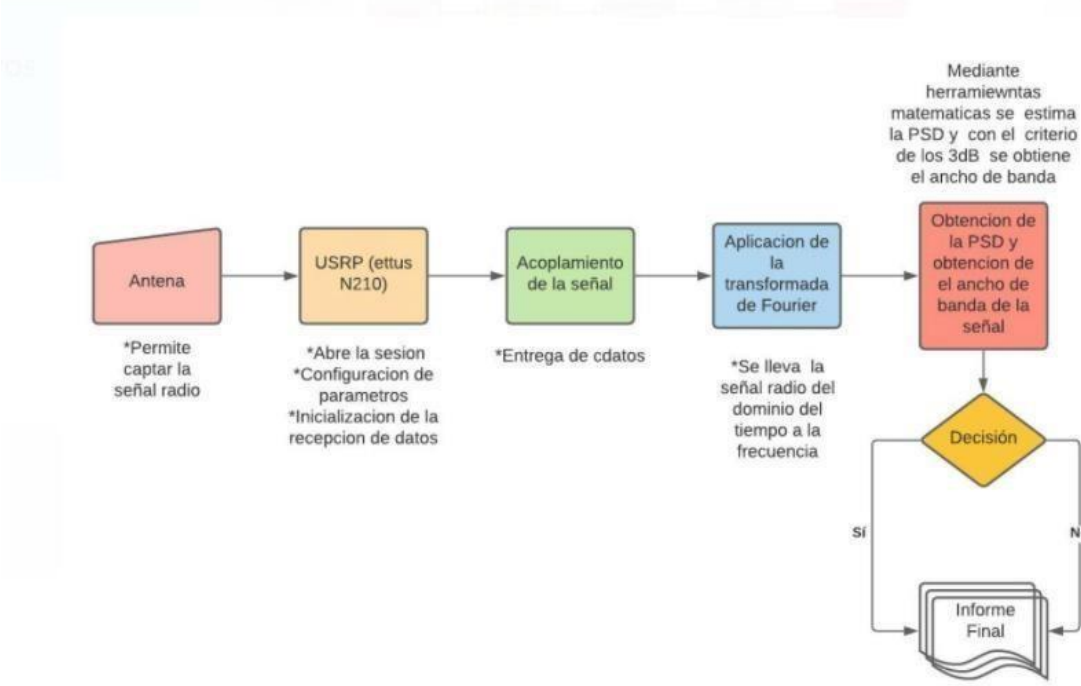 Mediante
herramiewntas
matematicas se estima
la PSD y con el criterio
de los 3dB se obtiene
el ancho de banda
Antena
USRP (ettus
N210)
Acoplamiento
de la señal
Aplicacion de
la
transformada
de Fourier
Obtencion de
la PSD y
obtencion de
el ancho de
banda de la
señal
*Permite
captar la
señal radio
*Abre la sesion
*Configuracion de
parametros
*Inicializacion de la
recepcion de datos
*Entrega de cdatos
*Se lleva la
señal radio del
dominio del
tiempo a la
frecuencia
Decisión
Sí
N
Informe
Final